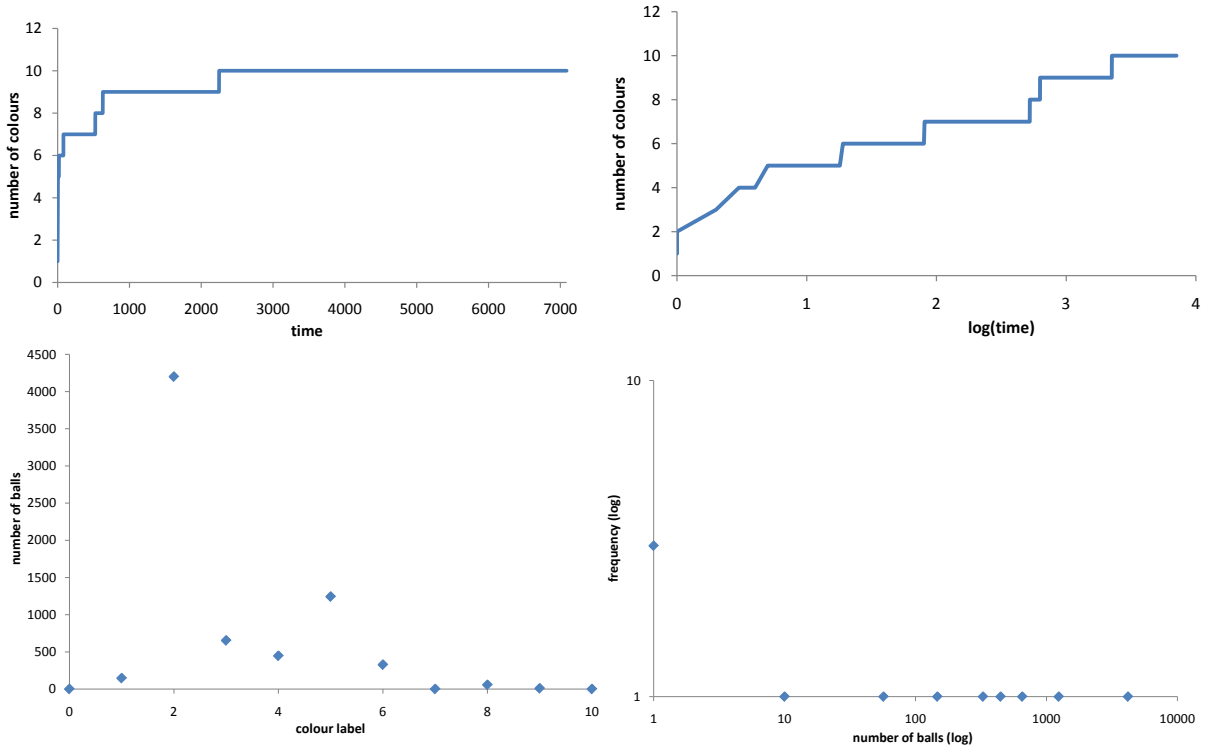 12
10
8
6
4
2
0
number of colours
0 1000 2000 3000 4000 5000 6000 7000
time
12
10
8
6
4
2
0
number of colours
0 1 2 3 4
log(time)
4500
4000
3500
3000
2500
2000
1500
1000
500
0
number of balls
0 2 4 6 8 10
colour label
10
1
frequency (log)
1 10 100 1000 10000
number of balls (log)